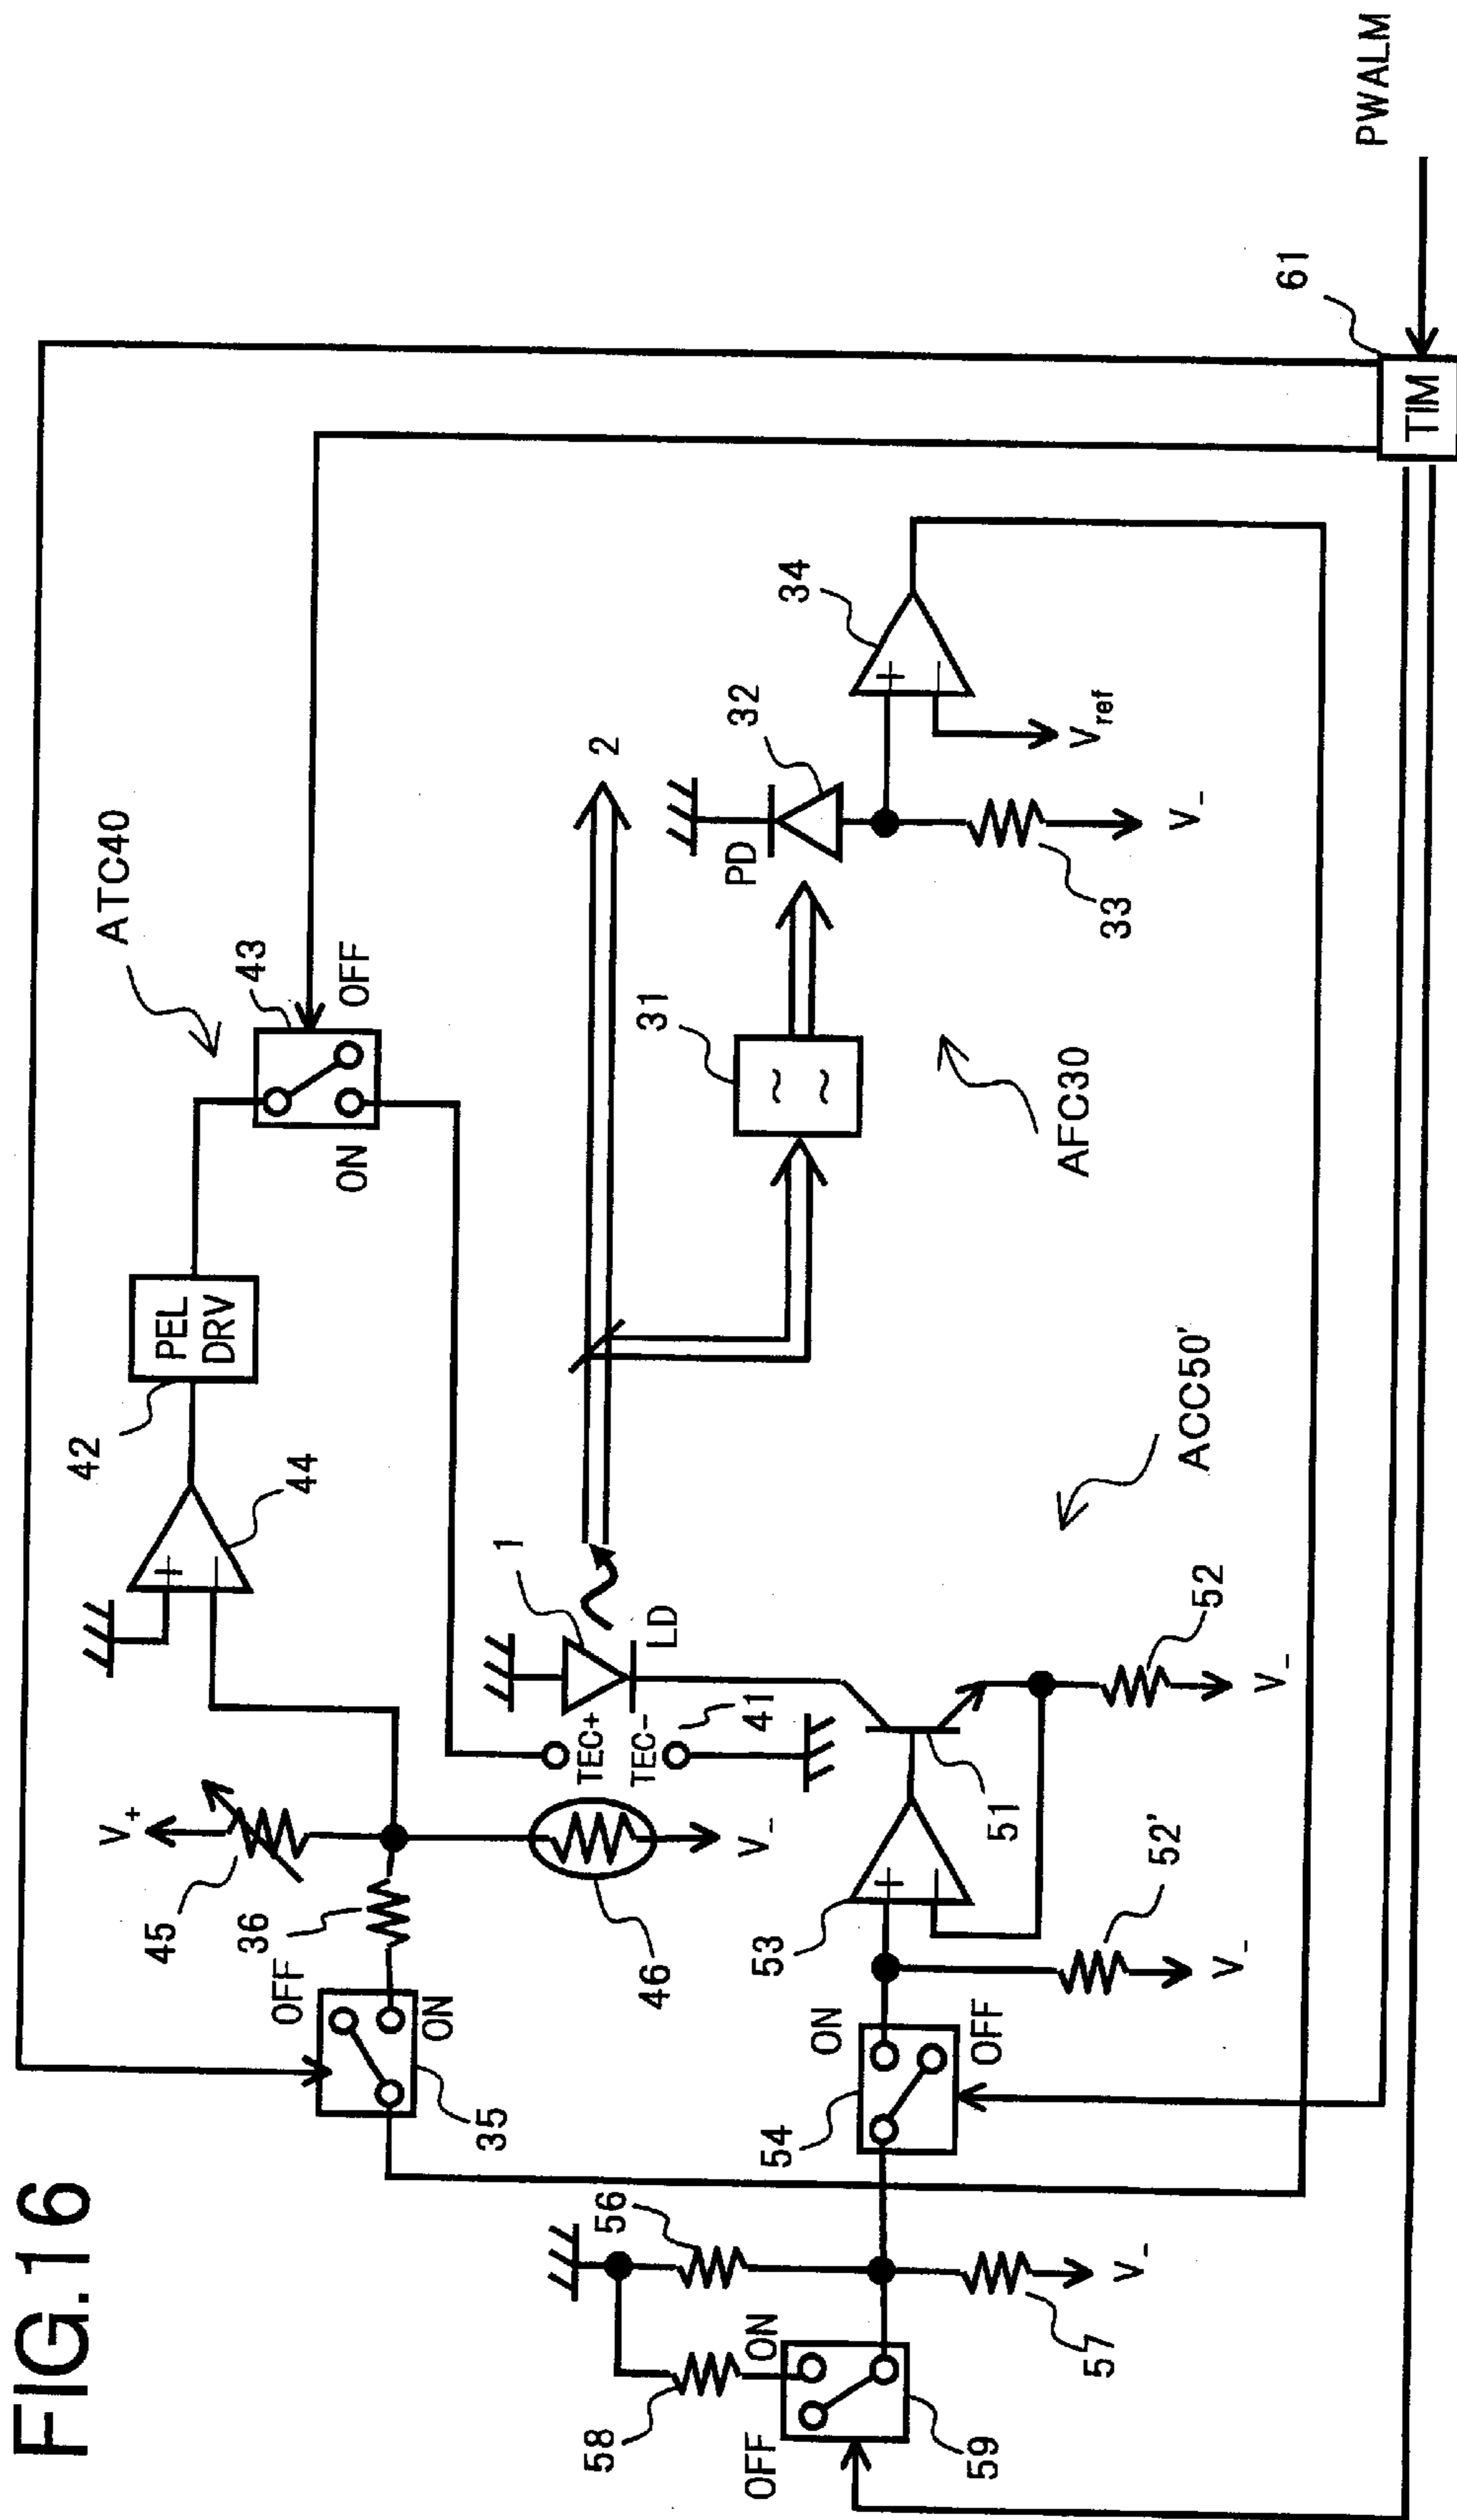 FIG.16
ATC40
42
PEL
DRV
43
OFF
ON
44
+
−
V+
45
36
OFF
ON
35
46
V−
TEC+
TEC−
41
1
LD
2
31
~
~
PD
32
33
V−
34
+
−
Vref
AFC30
ACC50'
51
52
V−
52'
V−
53
+
−
ON
OFF
54
56
57
V−
58
ON
OFF
59
61
TIM
PWALM